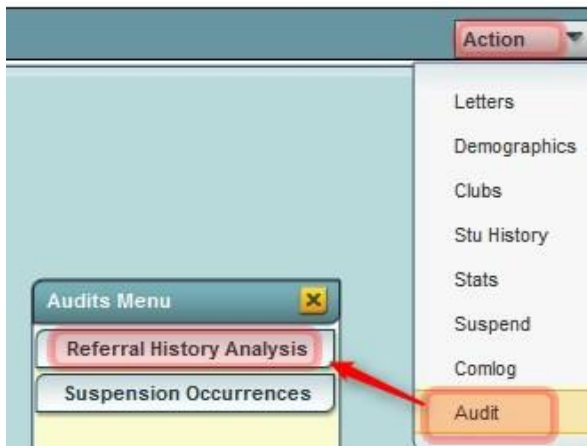 Action
Letters
Demographics
Clubs
Stu History
Stats
Suspend
Comlog
Audit
Audits Menu
Referral History Analysis
Suspension Occurrences